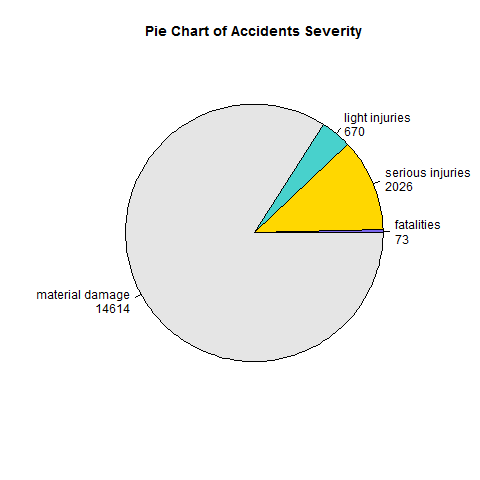 Pie Chart of Accidents Severity
light injuries
670
serious injuries
2026
fatalities
73
material damage
14614